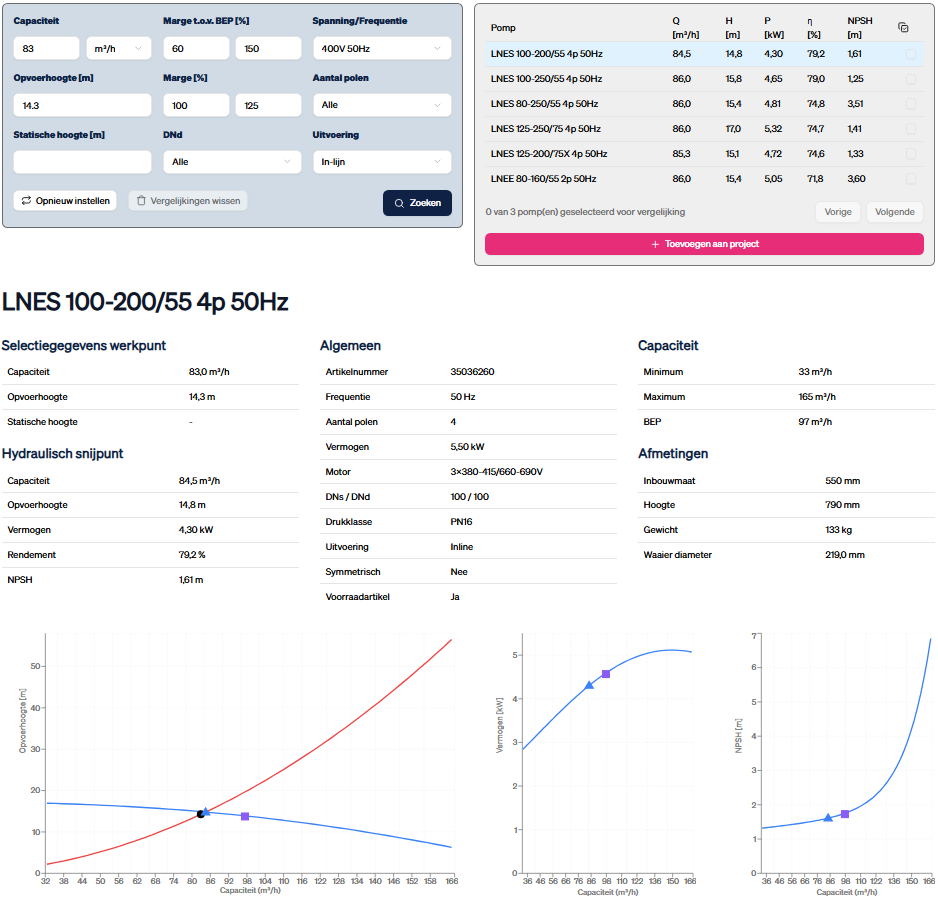 Capaciteit
Marge t.o.v. BEP [%]
Spanning/Frequentie
83
m³/h
60
150
400V 50Hz
Opvoerhoogte [m]
Marge [%]
Aantal polen
14.3
100
125
Alle
Statische hoogte [m]
DNd
Uitvoering
Alle
In-lijn
Opnieuw instellen
Vergelijkingen wissen
Zoeken
Pomp Q [m³/h] H [m] P [kW] η [%] NPSH [m]
LNES 100-200/55 4p 50Hz 84,5 14,8 4,30 79,2 1,61
LNES 100-250/55 4p 50Hz 86,0 15,8 4,65 79,0 1,25
LNES 80-250/55 4p 50Hz 86,0 15,4 4,81 74,8 3,51
LNES 125-250/75 4p 50Hz 86,0 17,0 5,32 74,7 1,41
LNES 125-200/75X 4p 50Hz 85,3 15,1 4,72 74,6 1,33
LNEE 80-160/55 2p 50Hz 86,0 15,4 5,05 71,8 3,60
0 van 3 pomp(en) geselecteerd voor vergelijking
Vorige
Volgende
+ Toevoegen aan project
LNES 100-200/55 4p 50Hz
Selectiegegevens werkpunt
Capaciteit 83,0 m³/h
Opvoerhoogte 14,3 m
Statische hoogte -
Hydraulisch snijpunt
Capaciteit 84,5 m³/h
Opvoerhoogte 14,8 m
Vermogen 4,30 kW
Rendement 79,2 %
NPSH 1,61 m
Algemeen
Artikelnummer 35036260
Frequentie 50 Hz
Aantal polen 4
Vermogen 5,50 kW
Motor 3×380-415/660-690V
DNs / DNd 100 / 100
Drukklasse PN16
Uitvoering Inline
Symmetrisch Nee
Voorraadartikel Ja
Capaciteit
Minimum 33 m³/h
Maximum 165 m³/h
BEP 97 m³/h
Afmetingen
Inbouwmaat 550 mm
Hoogte 790 mm
Gewicht 133 kg
Waaier diameter 219,0 mm
Opvoerhoogte [m]
50
40
30
20
10
0
32 38 44 50 56 62 68 74 80 86 92 98 104 110 116 122 128 134 140 146 152 158 166
Capaciteit (m³/h)
Vermogen [kW]
5
4
3
2
1
0
36 46 56 66 76 86 96 110 123 136 150 166
Capaciteit (m³/h)
NPSH [m]
7
6
5
4
3
2
1
0
36 46 56 66 76 86 98 110 122 136 150 166
Capaciteit (m³/h)